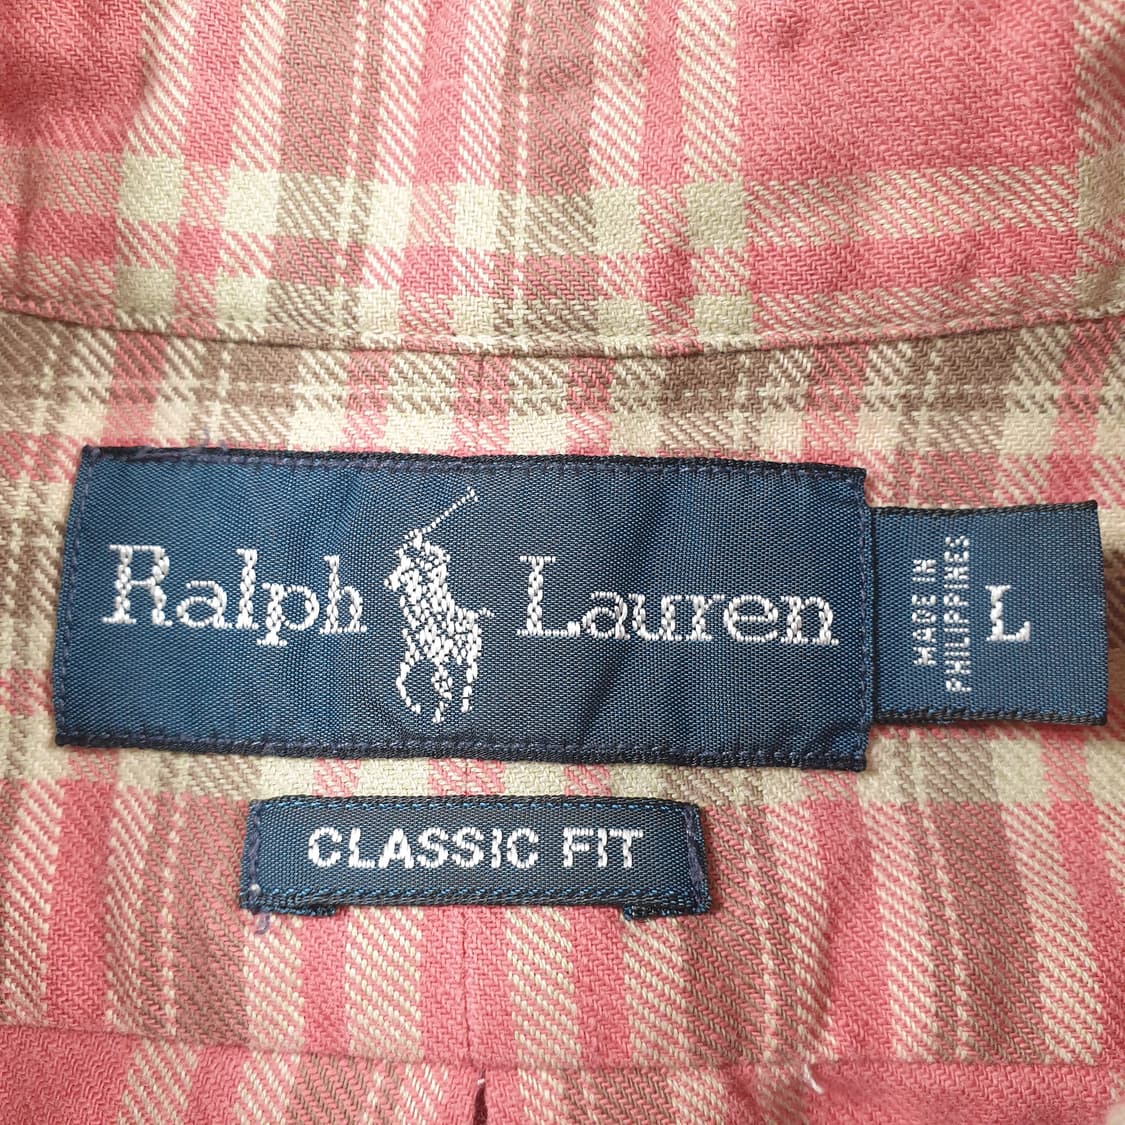 Ralph Lauren
MADE IN
PHILIPPINES
L
CLASSIC FIT